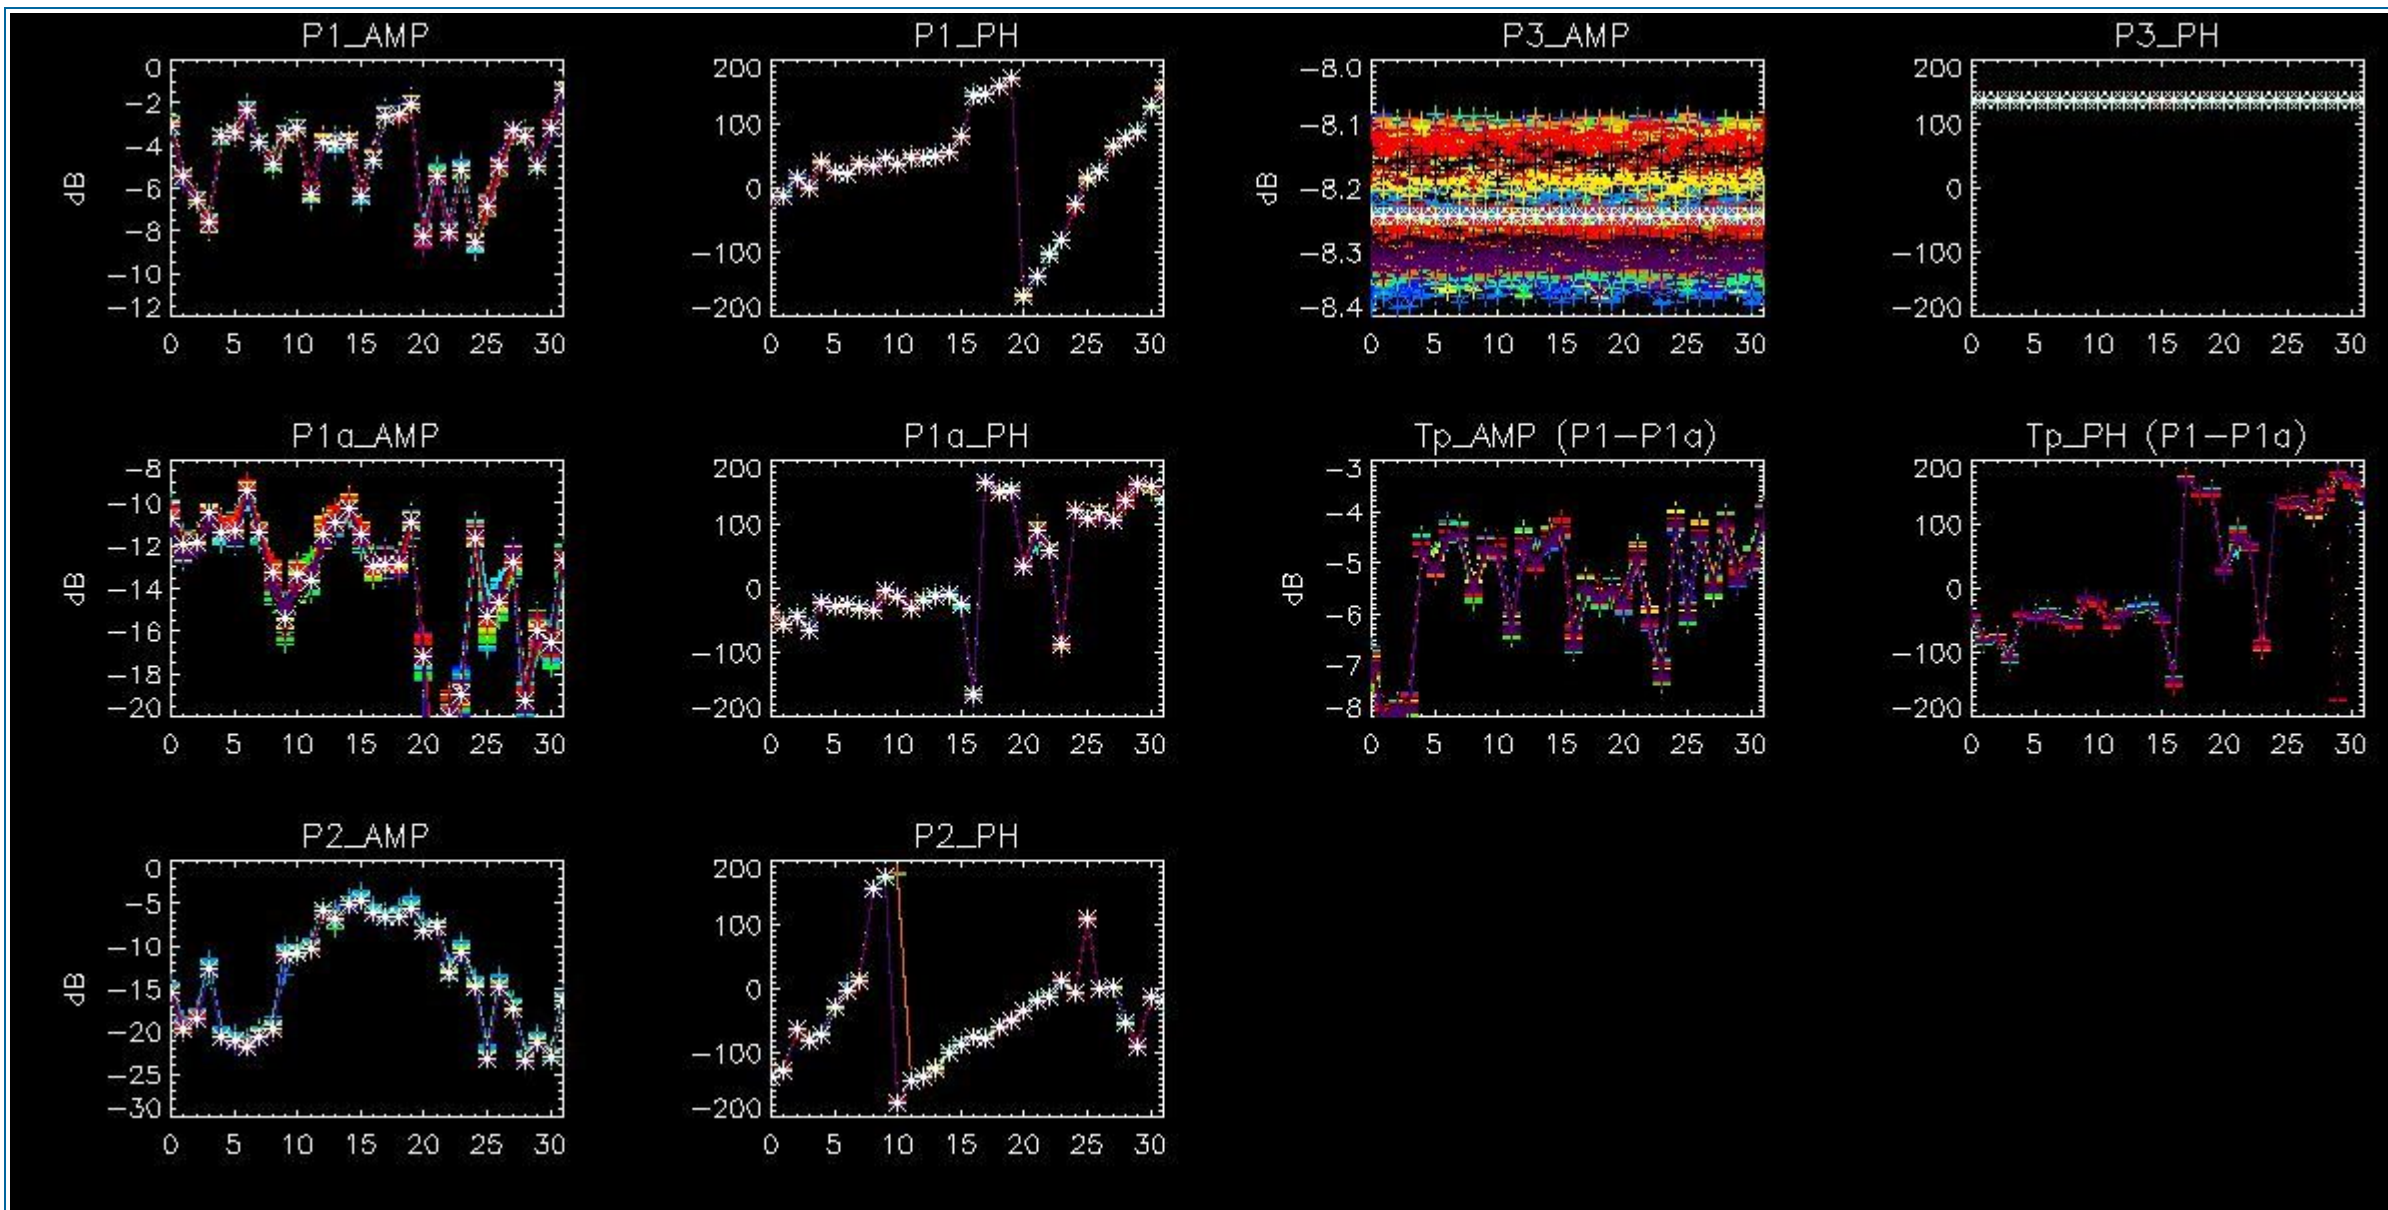 P1_AMP
P1_PH
P3_AMP
P3_PH
0
−2
−4
−6
−8
−10
−12
dB
0 5 10 15 20 25 30
200
100
0
−100
−200
0 5 10 15 20 25 30
−8.0
−8.1
−8.2
−8.3
−8.4
dB
0 5 10 15 20 25 30
200
100
0
−100
−200
0 5 10 15 20 25 30
P1a_AMP
P1a_PH
Tp_AMP (P1−P1a)
Tp_PH (P1−P1a)
−8
−10
−12
−14
−16
−18
−20
dB
0 5 10 15 20 25 30
200
100
0
−100
−200
0 5 10 15 20 25 30
−3
−4
−5
−6
−7
−8
dB
0 5 10 15 20 25 30
200
100
0
−100
−200
0 5 10 15 20 25 30
P2_AMP
P2_PH
0
−5
−10
−15
−20
−25
−30
dB
0 5 10 15 20 25 30
200
100
0
−100
−200
0 5 10 15 20 25 30